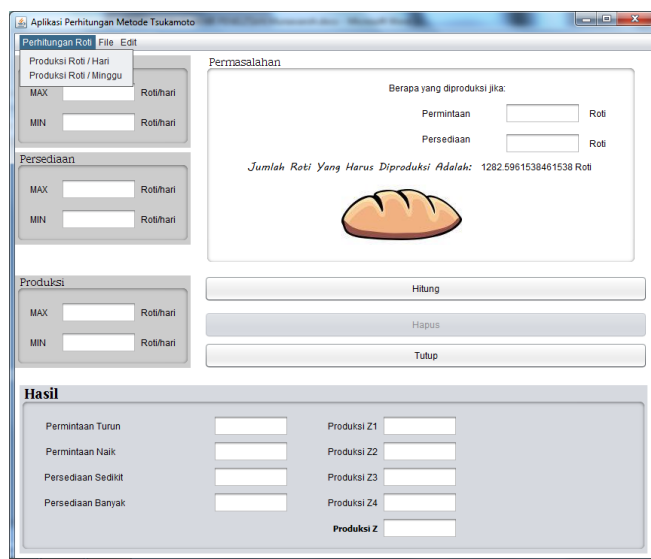 Aplikasi Perhitungan Metode Tsukamoto
Perhitungan Roti File Edit
Produksi Roti / Hari
Produksi Roti / Minggu
MAX Roti/hari
MIN Roti/hari
Persediaan
MAX Roti/hari
MIN Roti/hari
Produksi
MAX Roti/hari
MIN Roti/hari
Permasalahan
Berapa yang diproduksi jika:
Permintaan Roti
Persediaan Roti
Jumlah Roti Yang Harus Diproduksi Adalah: 1282.5961538461538 Roti
Hitung
Hapus
Tutup
Hasil
Permintaan Turun Produksi Z1
Permintaan Naik Produksi Z2
Persediaan Sedikit Produksi Z3
Persediaan Banyak Produksi Z4
Produksi Z